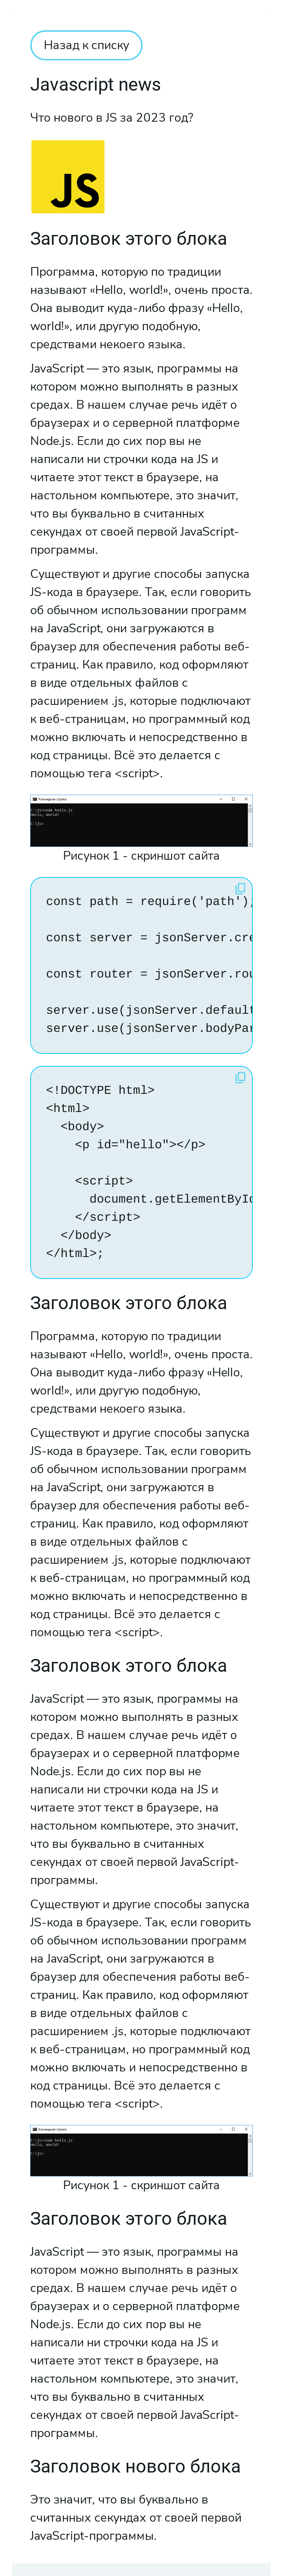 Назад к списку
Javascript news
Что нового в JS за 2023 год?
JS
Заголовок этого блока
Программа, которую по традиции
называют «Hello, world!», очень проста.
Она выводит куда-либо фразу «Hello,
world!», или другую подобную,
средствами некоего языка.
JavaScript — это язык, программы на
котором можно выполнять в разных
средах. В нашем случае речь идёт о
браузерах и о серверной платформе
Node.js. Если до сих пор вы не
написали ни строчки кода на JS и
читаете этот текст в браузере, на
настольном компьютере, это значит,
что вы буквально в считанных
секундах от своей первой JavaScript-
программы.
Существуют и другие способы запуска
JS-кода в браузере. Так, если говорить
об обычном использовании программ
на JavaScript, они загружаются в
браузер для обеспечения работы веб-
страниц. Как правило, код оформляют
в виде отдельных файлов с
расширением .js, которые подключают
к веб-страницам, но программный код
можно включать и непосредственно в
код страницы. Всё это делается с
помощью тега <script>.
Командная строка
Hello, World!
Рисунок 1 - скриншот сайта
const path = require('path');
const server = jsonServer.cre
const router = jsonServer.rou
server.use(jsonServer.default
server.use(jsonServer.bodyPar
<!DOCTYPE html>
<html>
  <body>
    <p id="hello"></p>
    <script>
      document.getElementById
    </script>
  </body>
</html>;
Заголовок этого блока
Программа, которую по традиции
называют «Hello, world!», очень проста.
Она выводит куда-либо фразу «Hello,
world!», или другую подобную,
средствами некоего языка.
Существуют и другие способы запуска
JS-кода в браузере. Так, если говорить
об обычном использовании программ
на JavaScript, они загружаются в
браузер для обеспечения работы веб-
страниц. Как правило, код оформляют
в виде отдельных файлов с
расширением .js, которые подключают
к веб-страницам, но программный код
можно включать и непосредственно в
код страницы. Всё это делается с
помощью тега <script>.
Заголовок этого блока
JavaScript — это язык, программы на
котором можно выполнять в разных
средах. В нашем случае речь идёт о
браузерах и о серверной платформе
Node.js. Если до сих пор вы не
написали ни строчки кода на JS и
читаете этот текст в браузере, на
настольном компьютере, это значит,
что вы буквально в считанных
секундах от своей первой JavaScript-
программы.
Существуют и другие способы запуска
JS-кода в браузере. Так, если говорить
об обычном использовании программ
на JavaScript, они загружаются в
браузер для обеспечения работы веб-
страниц. Как правило, код оформляют
в виде отдельных файлов с
расширением .js, которые подключают
к веб-страницам, но программный код
можно включать и непосредственно в
код страницы. Всё это делается с
помощью тега <script>.
Командная строка
Hello, World!
Рисунок 1 - скриншот сайта
Заголовок этого блока
JavaScript — это язык, программы на
котором можно выполнять в разных
средах. В нашем случае речь идёт о
браузерах и о серверной платформе
Node.js. Если до сих пор вы не
написали ни строчки кода на JS и
читаете этот текст в браузере, на
настольном компьютере, это значит,
что вы буквально в считанных
секундах от своей первой JavaScript-
программы.
Заголовок нового блока
Это значит, что вы буквально в
считанных секундах от своей первой
JavaScript-программы.